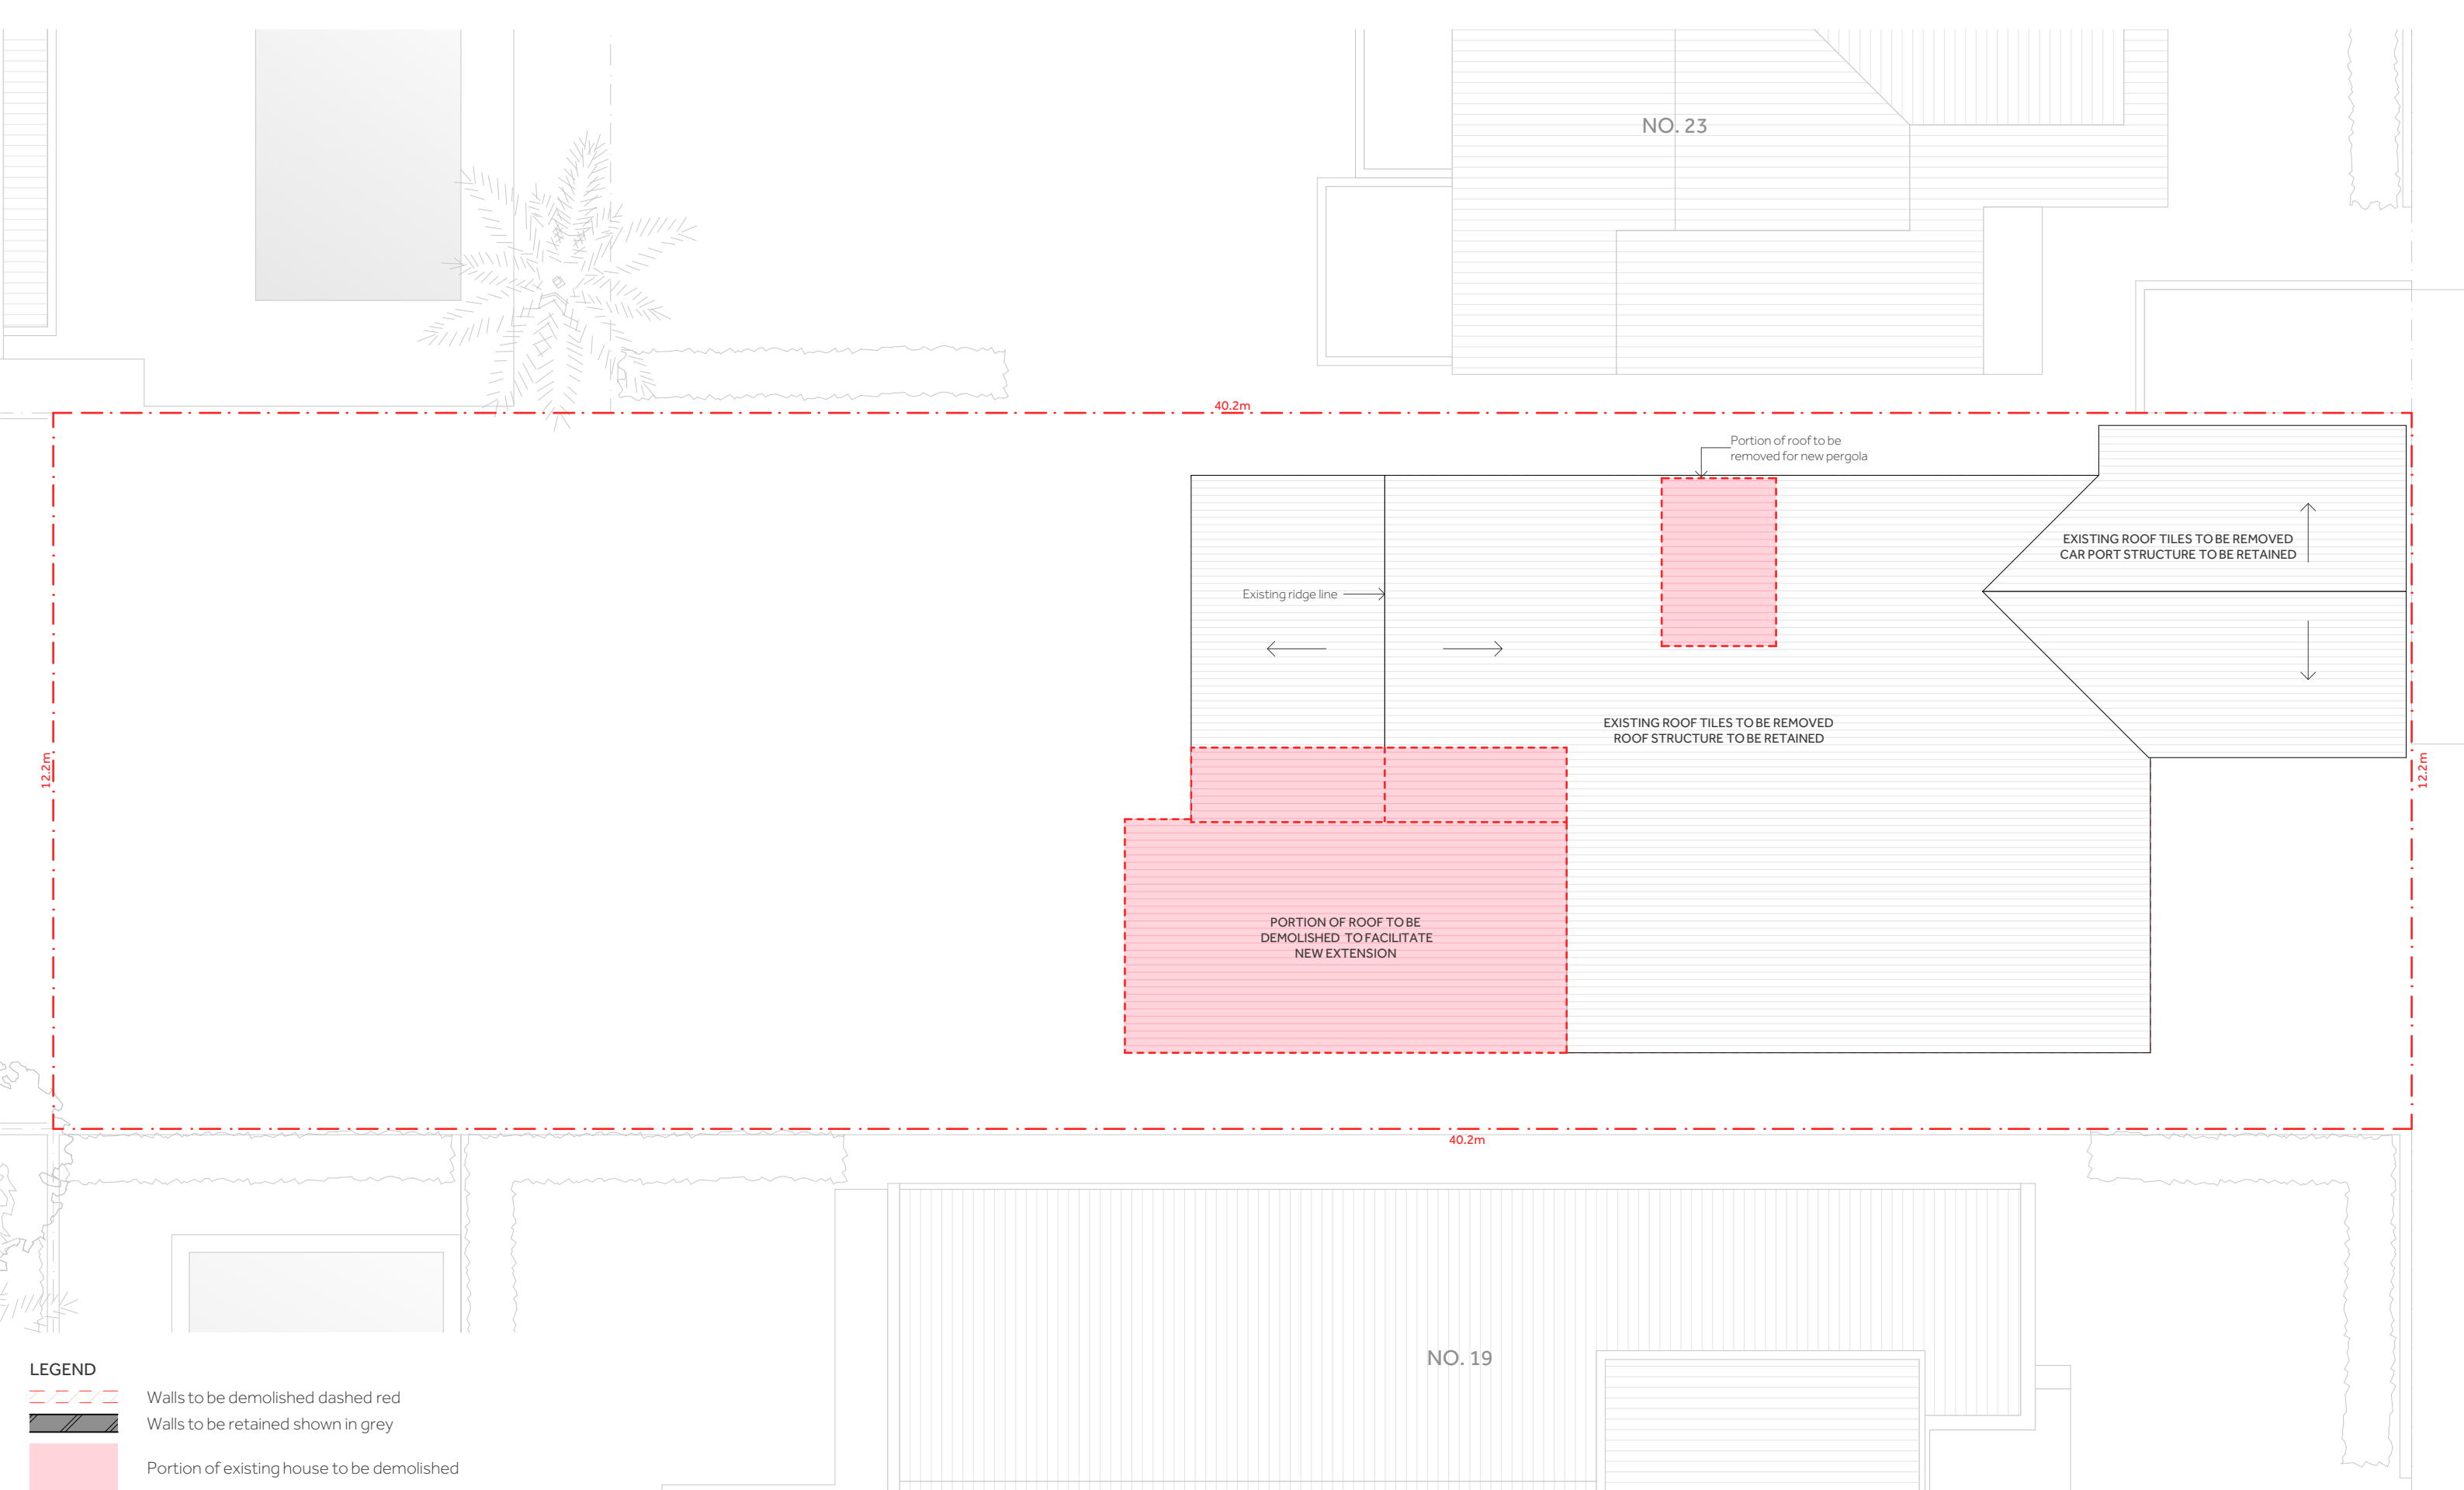 NO. 23
40.2m
Portion of roof to be
removed for new pergola
EXISTING ROOF TILES TO BE REMOVED
CAR PORT STRUCTURE TO BE RETAINED
Existing ridge line
EXISTING ROOF TILES TO BE REMOVED
ROOF STRUCTURE TO BE RETAINED
12.2m
12.2m
PORTION OF ROOF TO BE
DEMOLISHED TO FACILITATE
NEW EXTENSION
40.2m
NO. 19
LEGEND
Walls to be demolished dashed red
Walls to be retained shown in grey
Portion of existing house to be demolished